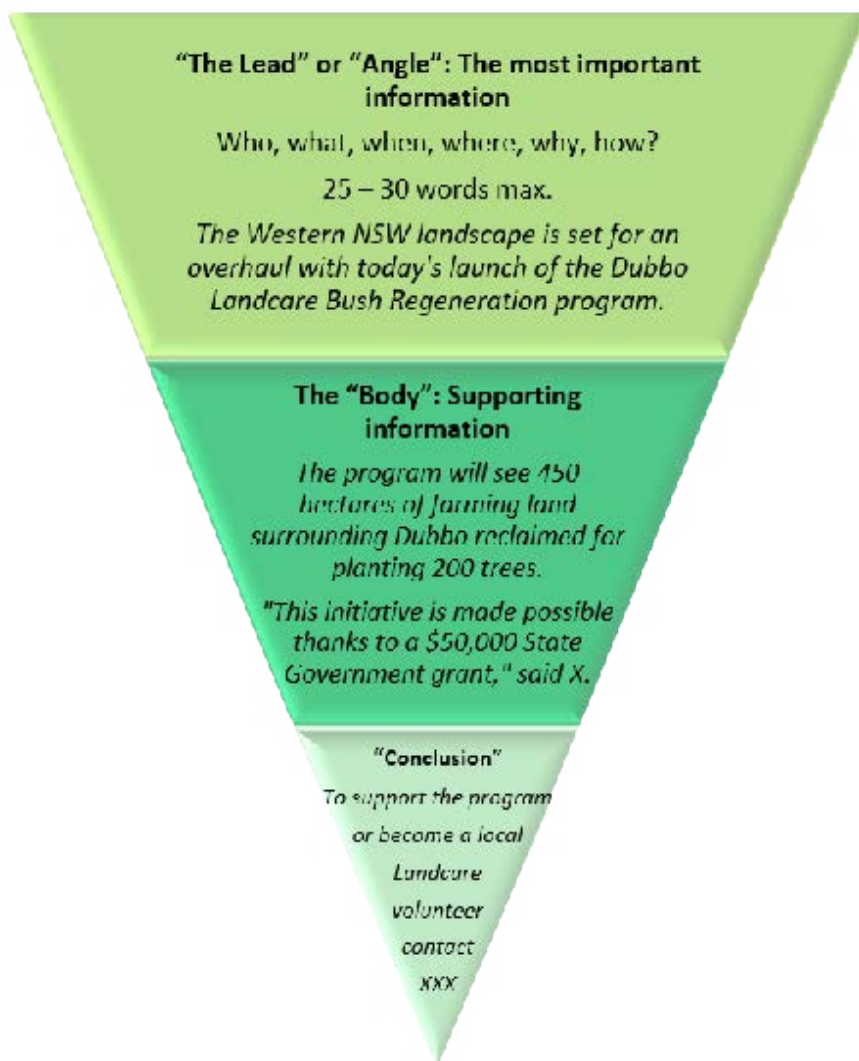 “The Lead” or “Angle”: The most important
information
Who, what, when, where, why, how?
25 – 30 words max.
The Western NSW landscape is set for an
overhaul with today's launch of the Dubbo
Landcare Bush Regeneration program.
The “Body”: Supporting
information
The program will see 450
hectares of farming land
surrounding Dubbo reclaimed for
planting 200 trees.
"This initiative is made possible
thanks to a $50,000 State
Government grant," said X.
“Conclusion”
To support the program
or become a local
Landcare
volunteer
contact
XXX